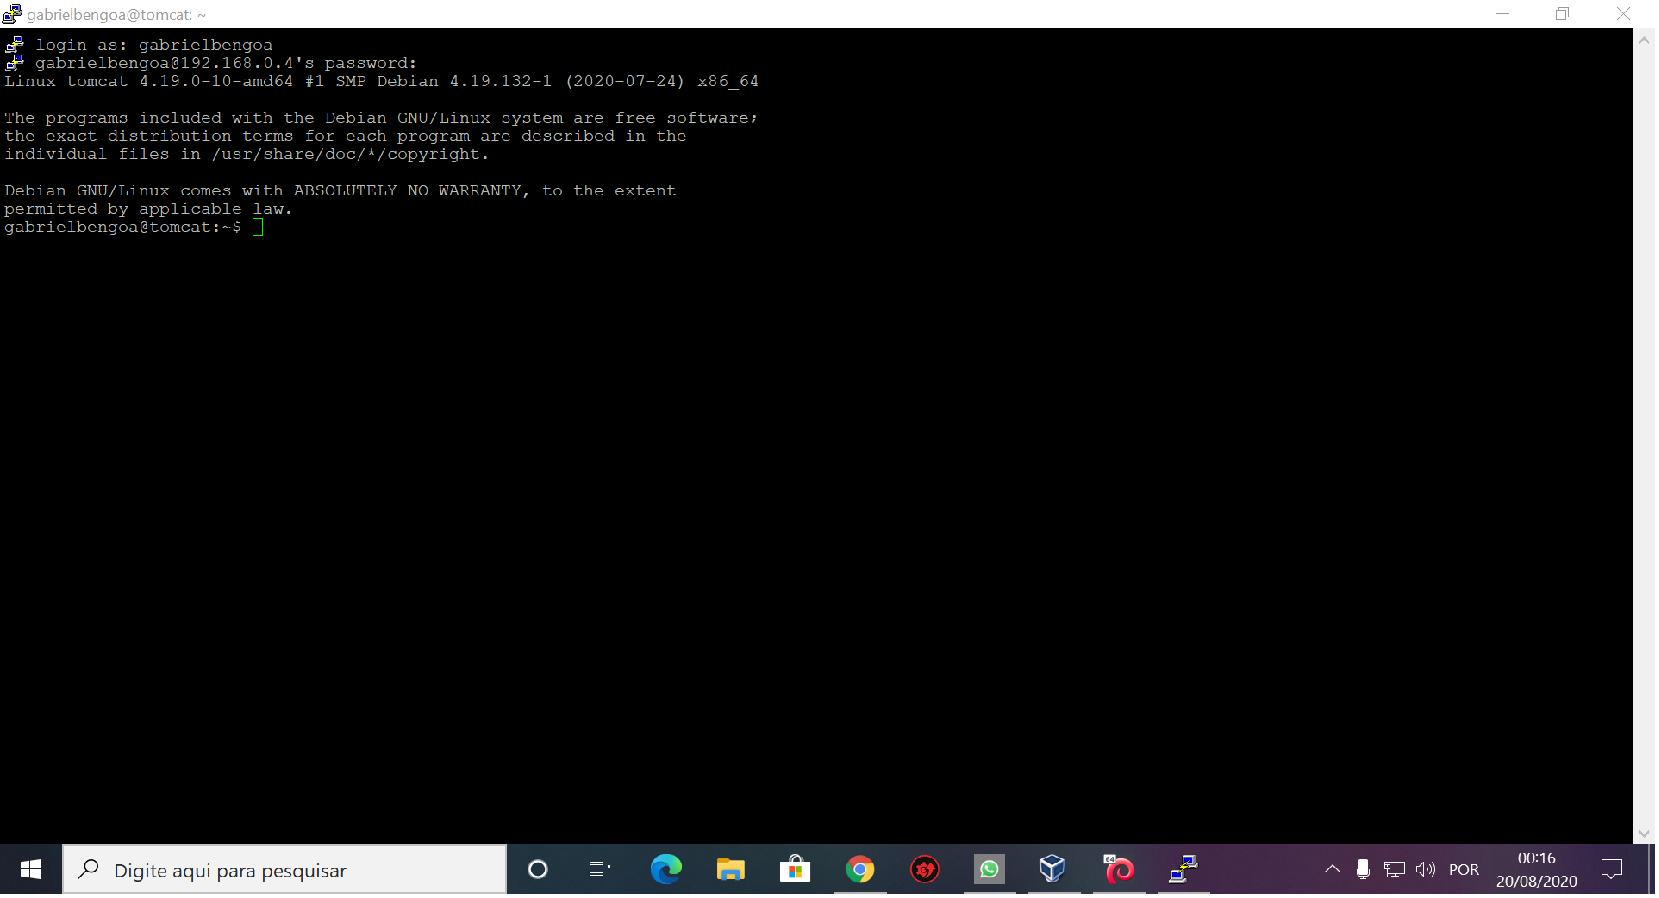 gabrielbengoa@tomcat: ~
login as: gabrielbengoa
gabrielbengoa@192.168.0.4's password:
Linux tomcat 4.19.0-10-amd64 #1 SMP Debian 4.19.132-1 (2020-07-24) x86_64
The programs included with the Debian GNU/Linux system are free software;
the exact distribution terms for each program are described in the
individual files in /usr/share/doc/*/copyright.
Debian GNU/Linux comes with ABSOLUTELY NO WARRANTY, to the extent
permitted by applicable law.
gabrielbengoa@tomcat:~$
Digite aqui para pesquisar
64
POR
00:16
20/08/2020